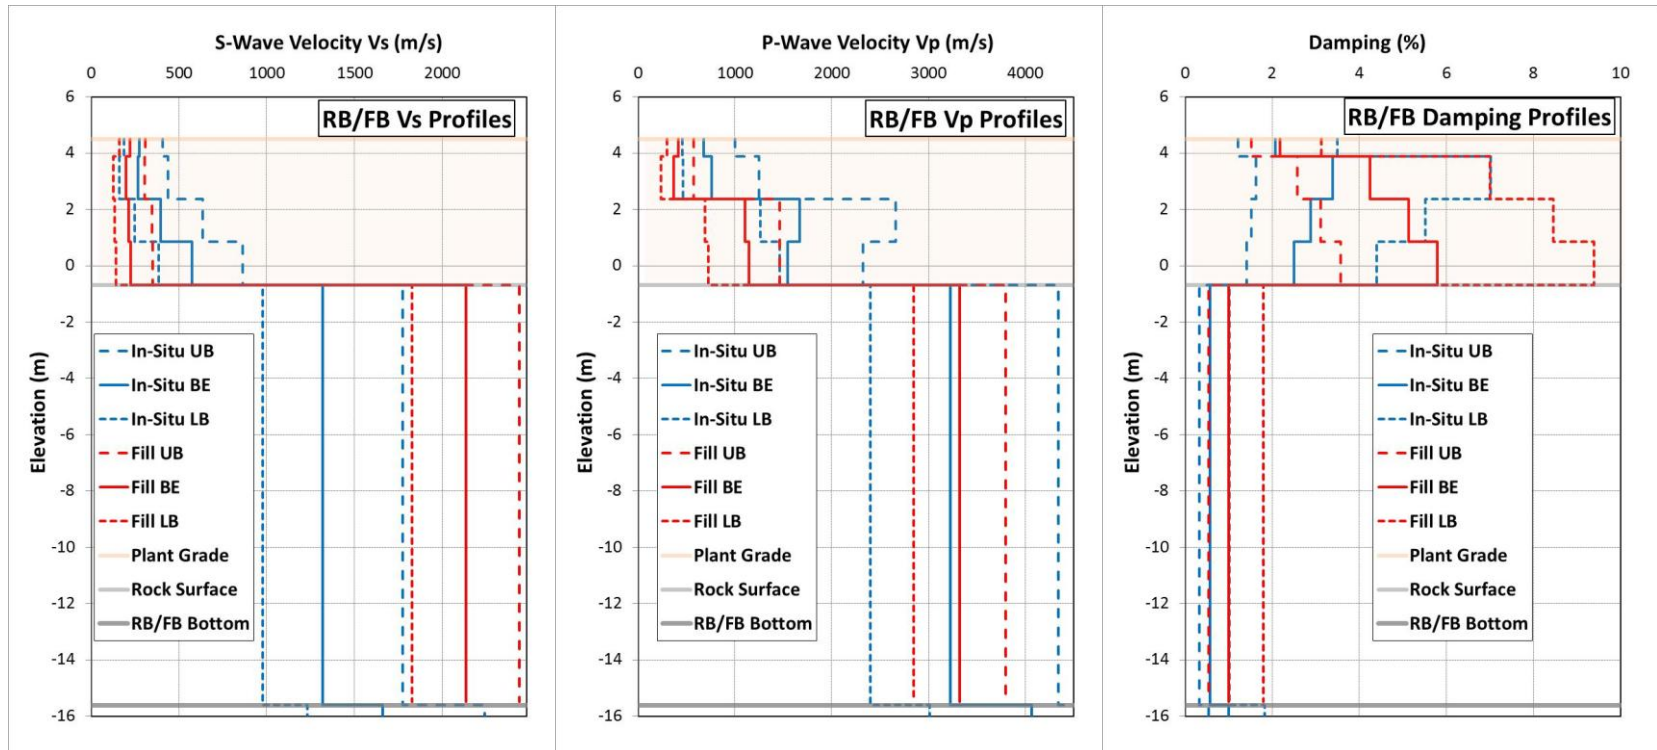 S-Wave Velocity Vs (m/s)
0 500 1000 1500 2000
RB/FB Vs Profiles
6
4
2
0
-2
-4
-6
-8
-10
-12
-14
-16
Elevation (m)
In-Situ UB
In-Situ BE
In-Situ LB
Fill UB
Fill BE
Fill LB
Plant Grade
Rock Surface
RB/FB Bottom
P-Wave Velocity Vp (m/s)
0 1000 2000 3000 4000
RB/FB Vp Profiles
6
4
2
0
-2
-4
-6
-8
-10
-12
-14
-16
Elevation (m)
In-Situ UB
In-Situ BE
In-Situ LB
Fill UB
Fill BE
Fill LB
Plant Grade
Rock Surface
RB/FB Bottom
Damping (%)
0 2 4 6 8 10
RB/FB Damping Profiles
6
4
2
0
-2
-4
-6
-8
-10
-12
-14
-16
Elevation (m)
In-Situ UB
In-Situ BE
In-Situ LB
Fill UB
Fill BE
Fill LB
Plant Grade
Rock Surface
RB/FB Bottom